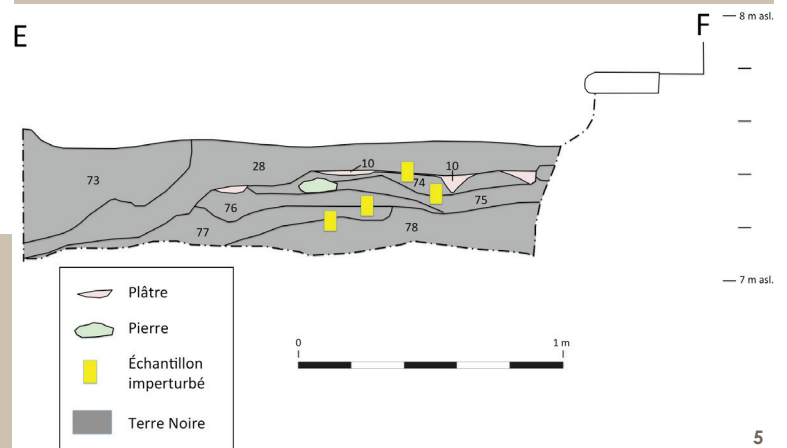 E
F
8 m asl.
10
10
28
73
74
75
76
77
78
7 m asl.
Plâtre
Pierre
Échantillon
imperturbé
Terre Noire
0
1 m
5